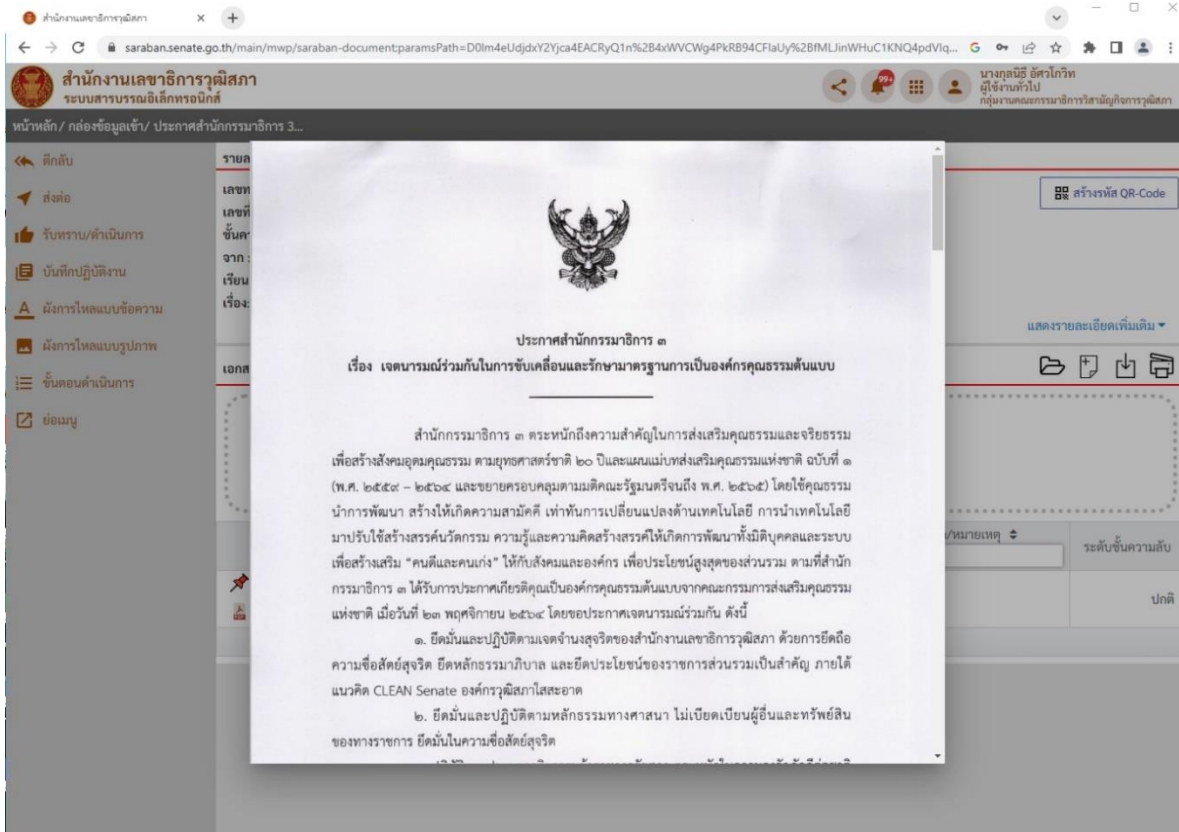 สำนักงานเลขาธิการวุฒิสภา
saraban.senate.go.th/main/mwp/saraban-document;paramsPath=D0Im4eUdjdxY2Yjca4EACRyQ1n%2B4xWVCWg4PkRB94CFlaUy%2BfMLJinWHuC1KNQ4pdVlq...
สำนักงานเลขาธิการวุฒิสภา
ระบบสารบรรณอิเล็กทรอนิกส์
99+
นางกุลนิธี อัศวโกวิท
ผู้ใช้งานทั่วไป
กลุ่มงานคณะกรรมาธิการวิสามัญกิจการวุฒิสภา
หน้าหลัก/ กล่องข้อมูลเข้า/ ประกาศสำนักกรรมาธิการ 3...
ตีกลับ
ส่งต่อ
รับทราบ/ดำเนินการ
บันทึกปฏิบัติงาน
ผังการไหลแบบข้อความ
ผังการไหลแบบรูปภาพ
ขั้นตอนดำเนินการ
ย่อเมนู
จาก :
เรียน
เรื่อง:
สร้างรหัส QR-Code
แสดงรายละเอียดเพิ่มเติม
ประกาศสำนักกรรมาธิการ ๓
เรื่อง เจตนารมณ์ร่วมกันในการขับเคลื่อนและรักษามาตรฐานการเป็นองค์กรคุณธรรมต้นแบบ
สำนักกรรมาธิการ ๓ ตระหนักถึงความสำคัญในการส่งเสริมคุณธรรมและจริยธรรม
เพื่อสร้างสังคมอุดมคุณธรรม ตามยุทธศาสตร์ชาติ ๒๐ ปีและแผนแม่บทส่งเสริมคุณธรรมแห่งชาติ ฉบับที่ ๑
(พ.ศ. ๒๕๕๙ – ๒๕๖๔ และขยายครอบคลุมตามมติคณะรัฐมนตรีจนถึง พ.ศ. ๒๕๖๕) โดยใช้คุณธรรม
นำการพัฒนา สร้างให้เกิดความสามัคคี เท่าทันการเปลี่ยนแปลงด้านเทคโนโลยี การนำเทคโนโลยี
มาปรับใช้สร้างสรรค์นวัตกรรม ความรู้และความคิดสร้างสรรค์ให้เกิดการพัฒนาทั้งมิติบุคคลและระบบ
เพื่อสร้างเสริม “คนดีและคนเก่ง” ให้กับสังคมและองค์กร เพื่อประโยชน์สูงสุดของส่วนรวม ตามที่สำนัก
กรรมาธิการ ๓ ได้รับการประกาศเกียรติคุณเป็นองค์กรคุณธรรมต้นแบบจากคณะกรรมการส่งเสริมคุณธรรม
แห่งชาติ เมื่อวันที่ ๒๓ พฤศจิกายน ๒๕๖๔ โดยขอประกาศเจตนารมณ์ร่วมกัน ดังนี้
๑. ยึดมั่นและปฏิบัติตามเจตจำนงสุจริตของสำนักงานเลขาธิการวุฒิสภา ด้วยการยึดถือ
ความซื่อสัตย์สุจริต ยึดหลักธรรมาภิบาล และยึดประโยชน์ของราชการส่วนรวมเป็นสำคัญ ภายใต้
แนวคิด CLEAN Senate องค์กรวุฒิสภาใสสะอาด
๒. ยึดมั่นและปฏิบัติตามหลักธรรมทางศาสนา ไม่เบียดเบียนผู้อื่นและทรัพย์สิน
ของทางราชการ ยึดมั่นในความซื่อสัตย์สุจริต
/หมายเหตุ
ระดับชั้นความลับ
ปกติ